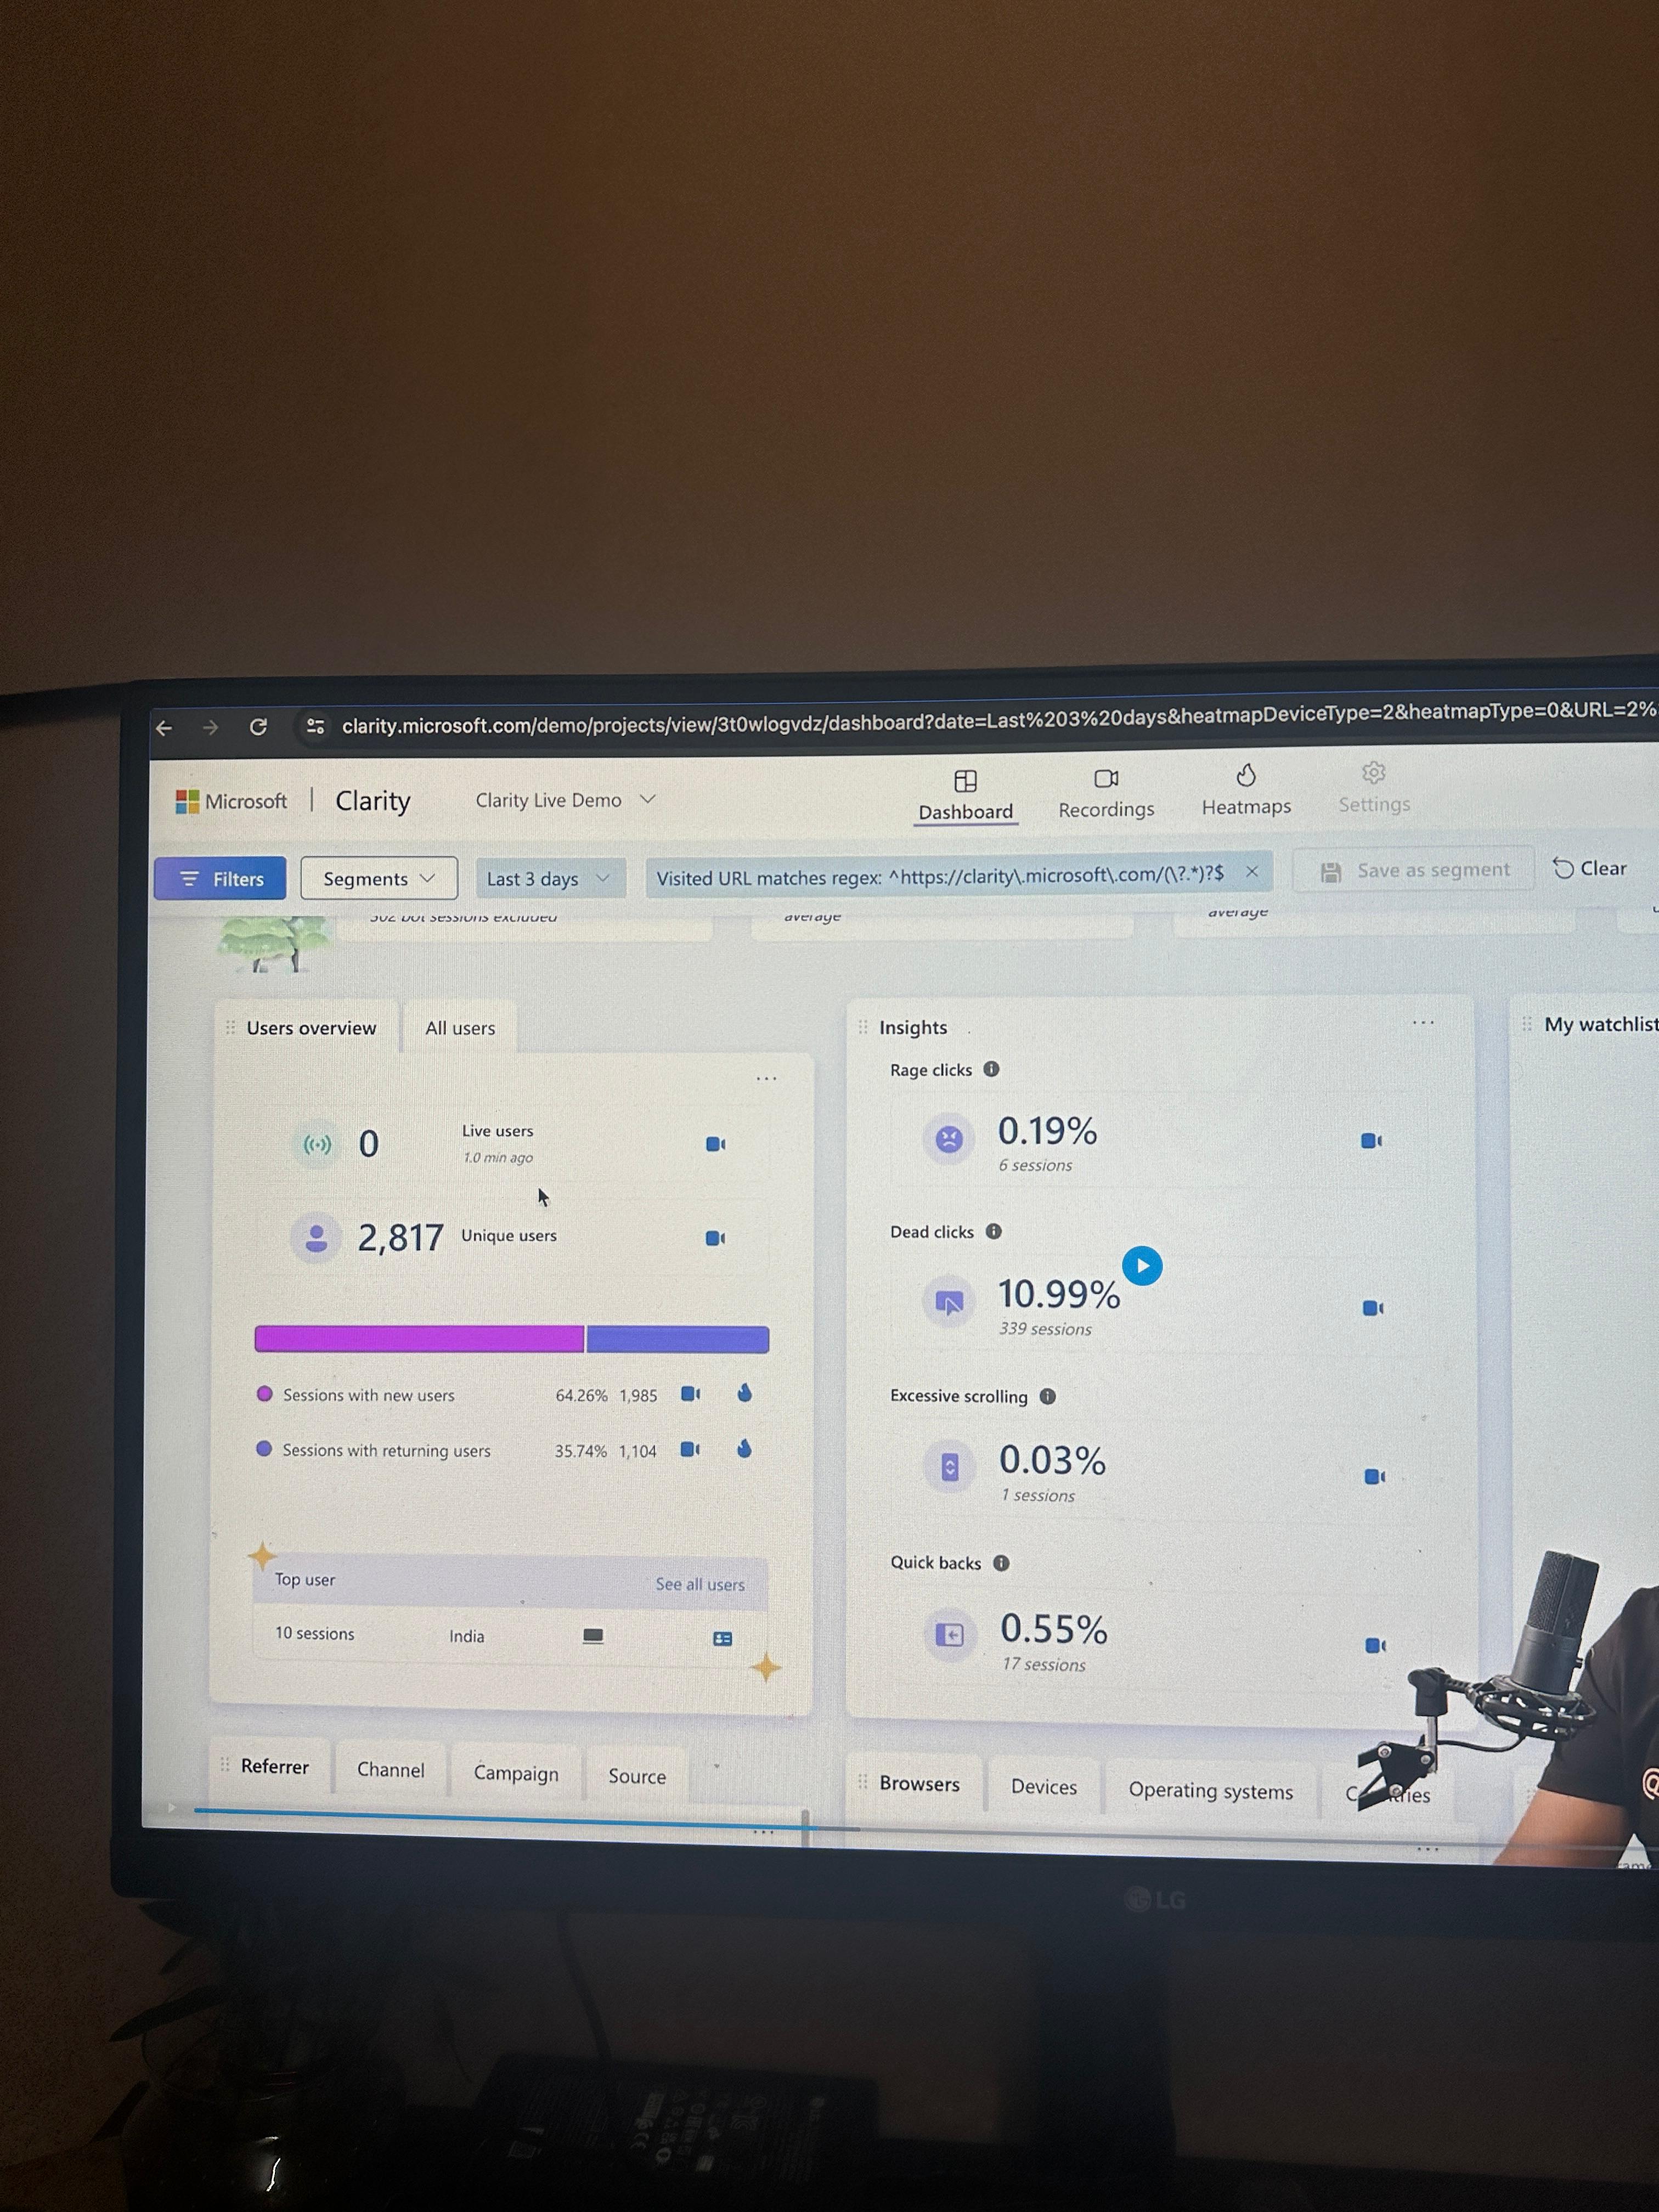 clarity.microsoft.com/demo/projects/view/3t0wlogvdz/dashboard?date=Last%203%20days&heatmapDeviceType=2&heatmapType=0&URL=2%
Microsoft | Clarity
Clarity Live Demo
Dashboard
Recordings
Heatmaps
Settings
Filters
Segments
Last 3 days
Visited URL matches regex: ^https://clarity\.microsoft\.com/(\?.*)?$
Save as segment
Clear
502 bot sessions excluded
average
average
Users overview
All users
0
Live users
1.0 min ago
2,817 Unique users
Sessions with new users 64.26% 1,985
Sessions with returning users 35.74% 1,104
Top user
See all users
10 sessions India
Insights
Rage clicks
0.19%
6 sessions
Dead clicks
10.99%
339 sessions
Excessive scrolling
0.03%
1 sessions
Quick backs
0.55%
17 sessions
My watchlist
Referrer
Channel
Campaign
Source
Browsers
Devices
Operating systems
LG